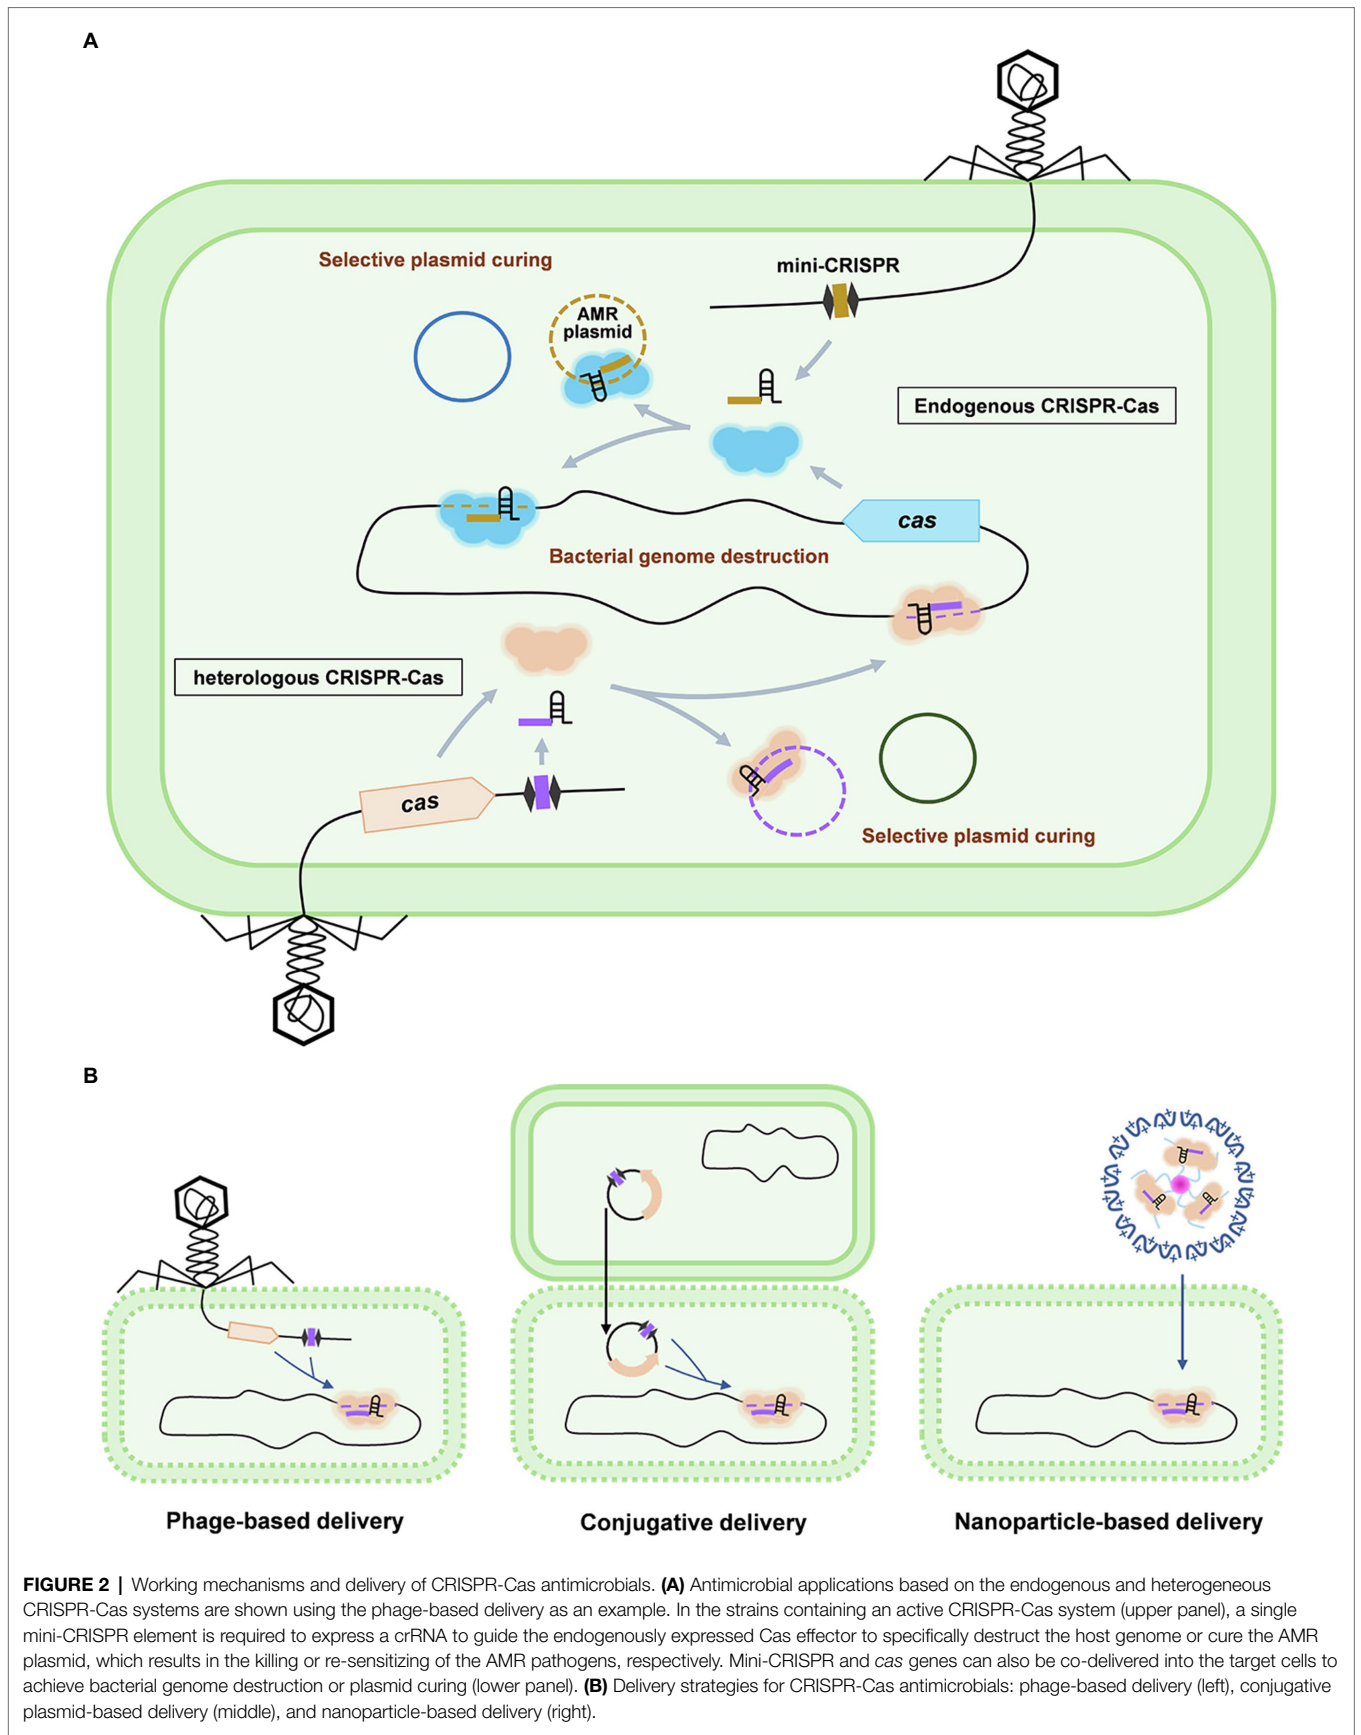 A
Selective plasmid curing
mini-CRISPR
AMR
plasmid
Endogenous CRISPR-Cas
cas
Bacterial genome destruction
heterologous CRISPR-Cas
cas
Selective plasmid curing
B
Phage-based delivery
Conjugative delivery
Nanoparticle-based delivery
FIGURE 2 | Working mechanisms and delivery of CRISPR-Cas antimicrobials. (A) Antimicrobial applications based on the endogenous and heterogeneous
CRISPR-Cas systems are shown using the phage-based delivery as an example. In the strains containing an active CRISPR-Cas system (upper panel), a single
mini-CRISPR element is required to express a crRNA to guide the endogenously expressed Cas effector to specifically destruct the host genome or cure the AMR
plasmid, which results in the killing or re-sensitizing of the AMR pathogens, respectively. Mini-CRISPR and cas genes can also be co-delivered into the target cells to
achieve bacterial genome destruction or plasmid curing (lower panel). (B) Delivery strategies for CRISPR-Cas antimicrobials: phage-based delivery (left), conjugative
plasmid-based delivery (middle), and nanoparticle-based delivery (right).